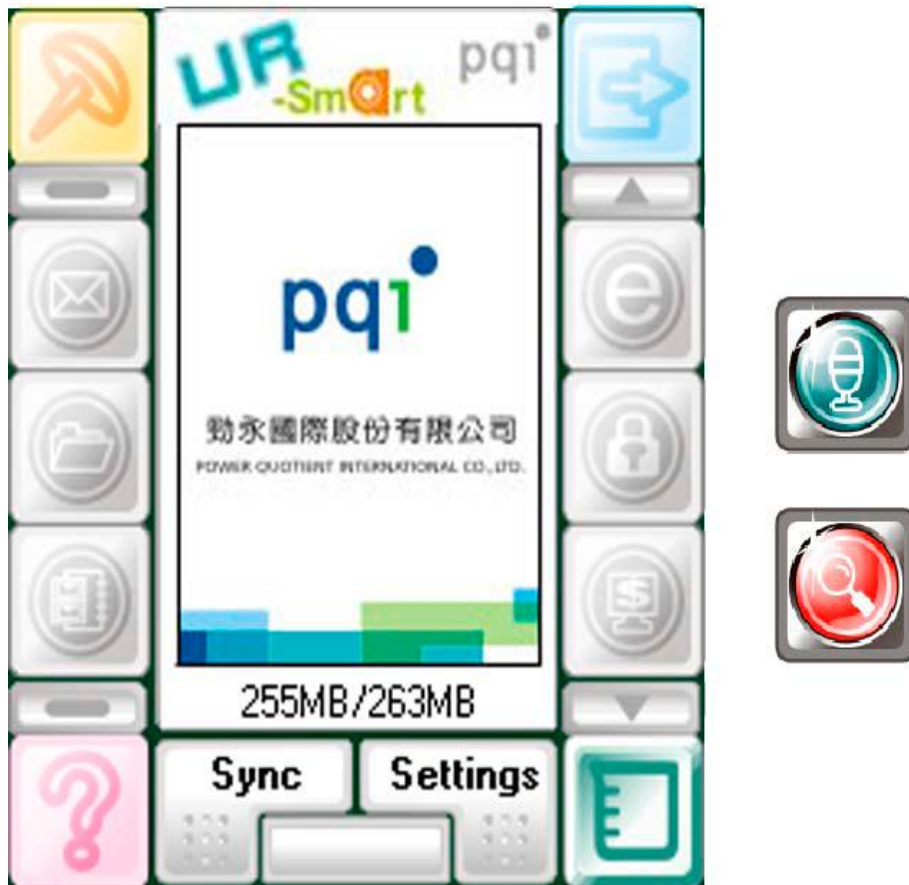 UR
-Smart
pqi
pqi
勁永國際股份有限公司
POWER QUOTIENT INTERNATIONAL CO., LTD.
e
$
255MB/263MB
Sync
Settings
?